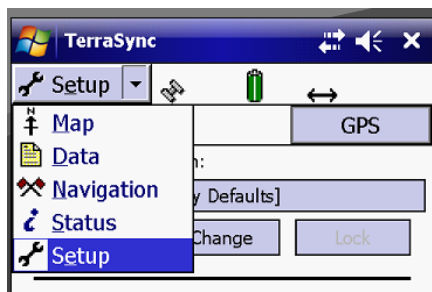 TerraSync
Setup
Map
GPS
Data
Navigation
y Defaults]
Status
Change
Lock
Setup